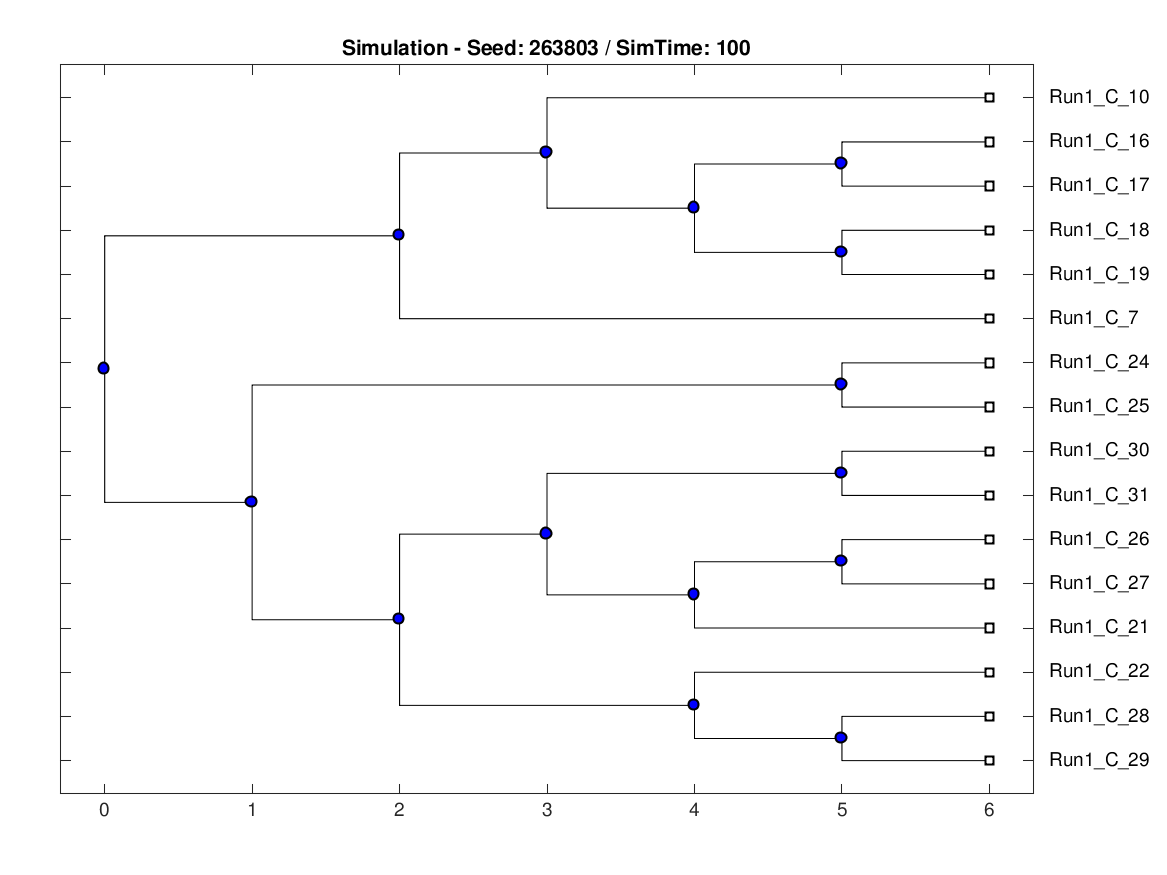 Simulation - Seed: 263803 / SimTime: 100
Run1_C_10
Run1_C_16
Run1_C_17
Run1_C_18
Run1_C_19
Run1_C_7
Run1_C_24
Run1_C_25
Run1_C_30
Run1_C_31
Run1_C_26
Run1_C_27
Run1_C_21
Run1_C_22
Run1_C_28
Run1_C_29
0 1 2 3 4 5 6